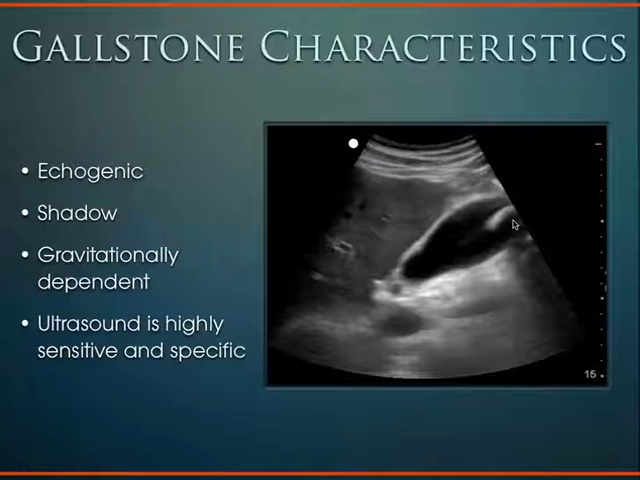 Gallstone Characteristics
• Echogenic
• Shadow
• Gravitationally
dependent
• Ultrasound is highly
sensitive and specific
15